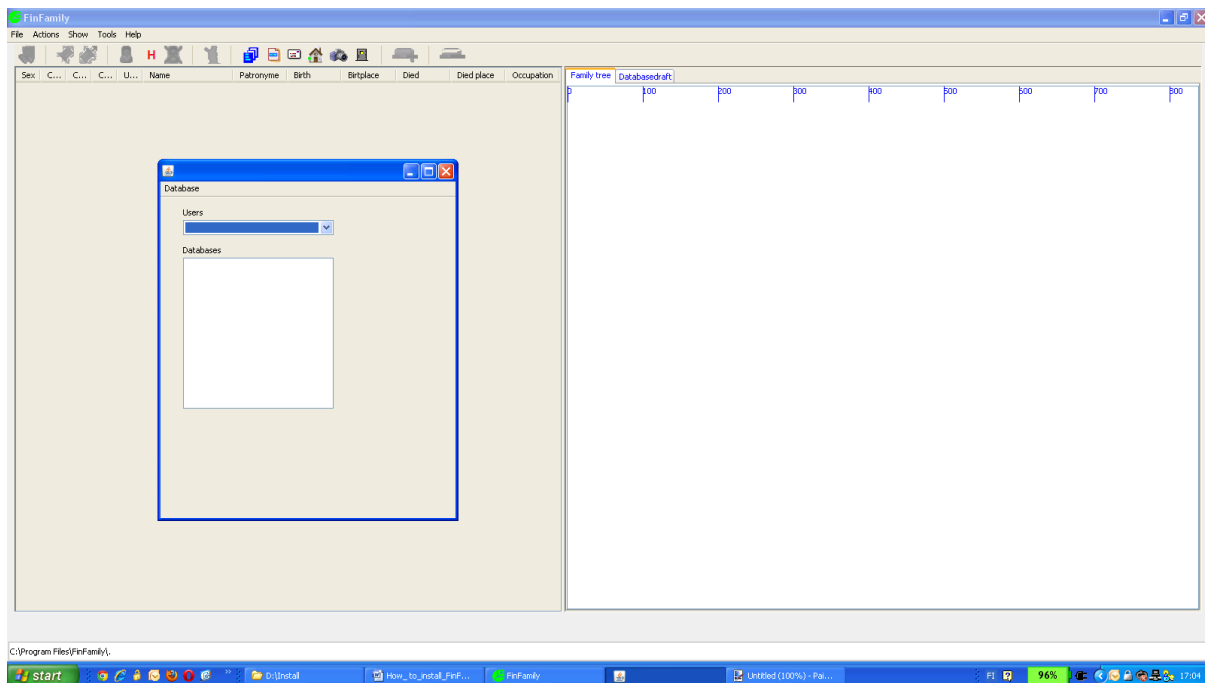 FinFamily
File Actions Show Tools Help
H
Sex C... C... C... U... Name Patronyme Birth Birtplace Died Died place Occupation
Family tree Databasedraft
0 100 200 300 400 500 600 700 800
Database
Users
Databases
C:\Program Files\FinFamily\.
start D:\Install How_to_install_FinF... FinFamily Untitled (100%) - Pai... FI 96% 17:04